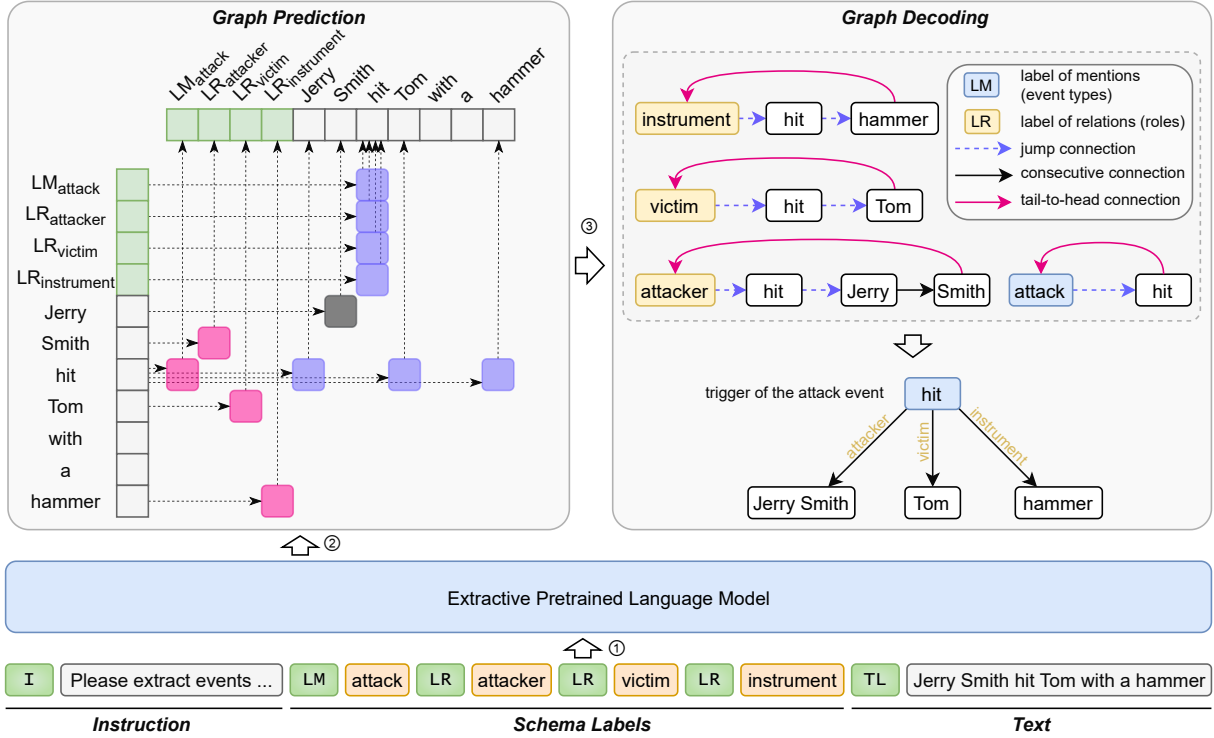 Graph Prediction
LMattack
LRattacker
LRvictim
LRinstrument
Jerry
Smith
hit
Tom
with
a
hammer
LMattack
LRattacker
LRvictim
LRinstrument
Jerry
Smith
hit
Tom
with
a
hammer
③
Graph Decoding
instrument hit hammer
victim hit Tom
attacker hit Jerry Smith attack hit
LM label of mentions
(event types)
LR label of relations (roles)
jump connection
consecutive connection
tail-to-head connection
trigger of the attack event hit
attacker victim instrument
Jerry Smith Tom hammer
②
Extractive Pretrained Language Model
①
I Please extract events ... LM attack LR attacker LR victim LR instrument TL Jerry Smith hit Tom with a hammer
Instruction Schema Labels Text